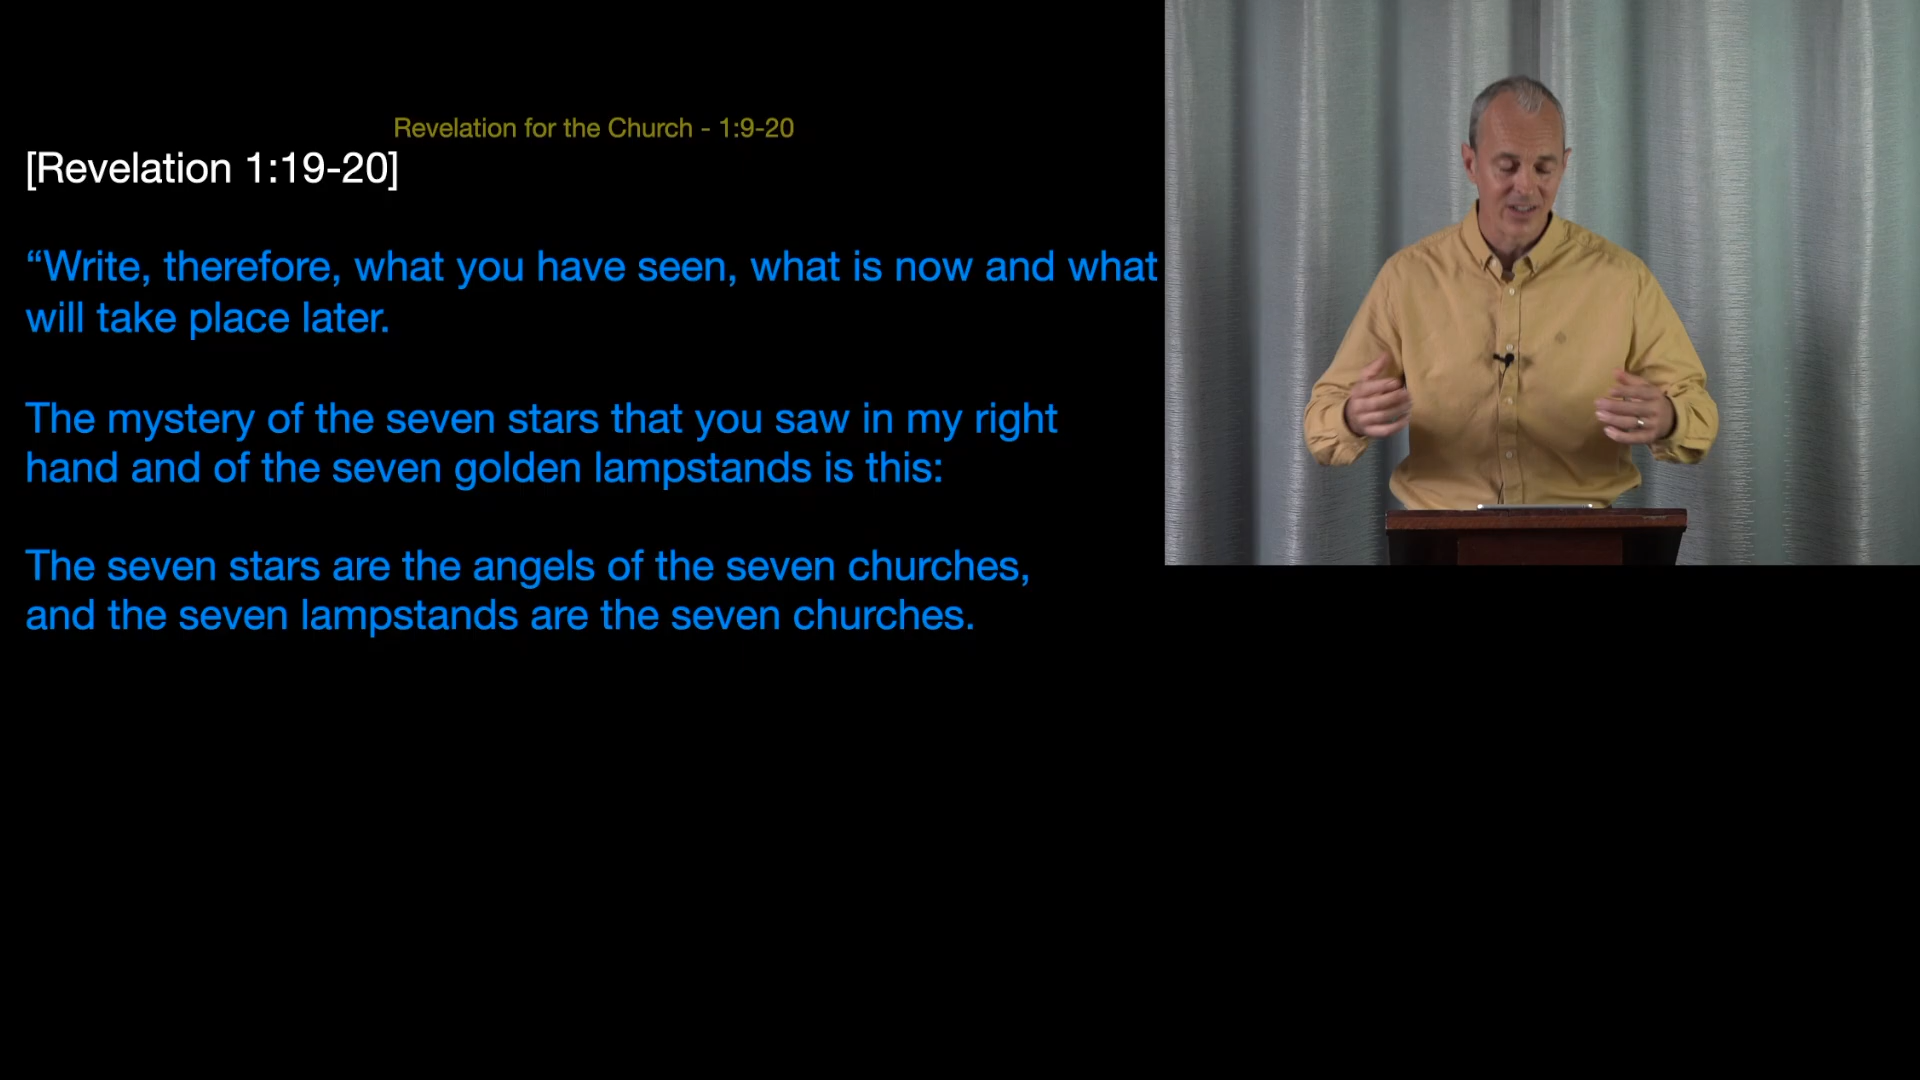 Revelation for the Church - 1:9-20
[Revelation 1:19-20]
“Write, therefore, what you have seen, what is now and what
will take place later.
The mystery of the seven stars that you saw in my right
hand and of the seven golden lampstands is this:
The seven stars are the angels of the seven churches,
and the seven lampstands are the seven churches.